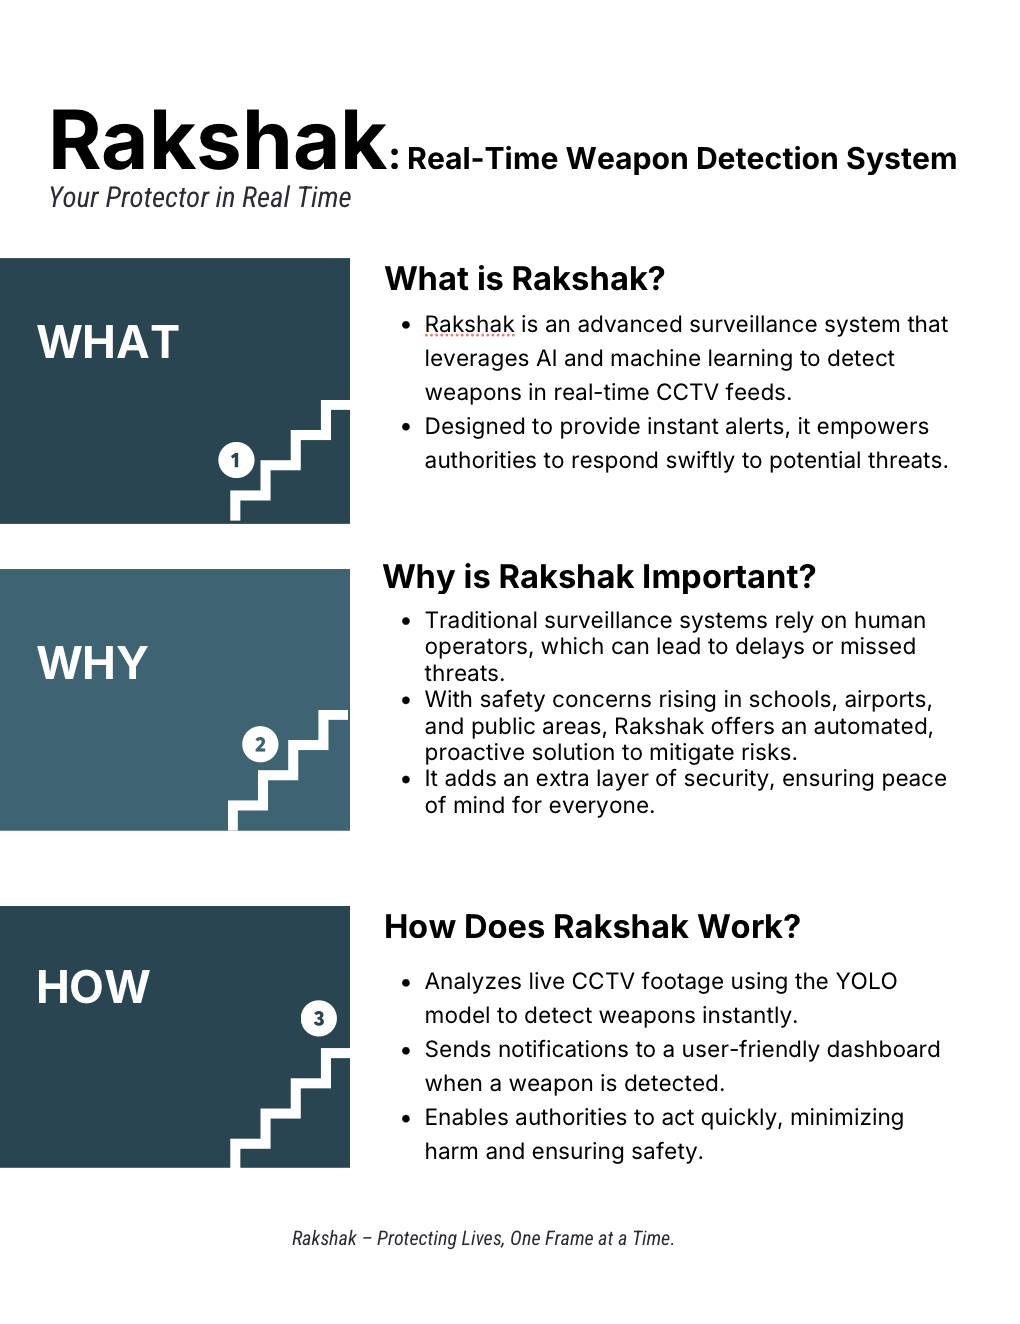 Rakshak: Real-Time Weapon Detection System
Your Protector in Real Time
WHAT
1
What is Rakshak?
• Rakshak is an advanced surveillance system that
leverages AI and machine learning to detect
weapons in real-time CCTV feeds.
• Designed to provide instant alerts, it empowers
authorities to respond swiftly to potential threats.
WHY
2
Why is Rakshak Important?
• Traditional surveillance systems rely on human
operators, which can lead to delays or missed
threats.
• With safety concerns rising in schools, airports,
and public areas, Rakshak offers an automated,
proactive solution to mitigate risks.
• It adds an extra layer of security, ensuring peace
of mind for everyone.
HOW
3
How Does Rakshak Work?
• Analyzes live CCTV footage using the YOLO
model to detect weapons instantly.
• Sends notifications to a user-friendly dashboard
when a weapon is detected.
• Enables authorities to act quickly, minimizing
harm and ensuring safety.
Rakshak – Protecting Lives, One Frame at a Time.